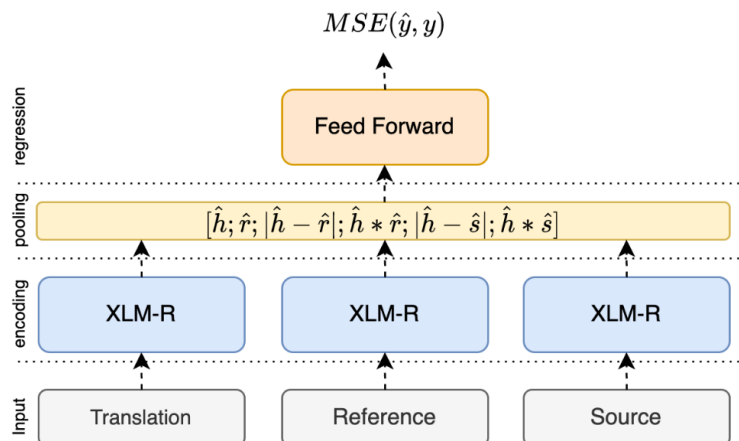 MSE(ŷ, y)
regression
Feed Forward
pooling
[ĥ; r̂; |ĥ − r̂|; ĥ * r̂; |ĥ − ŝ|; ĥ * ŝ]
encoding
XLM-R XLM-R XLM-R
Input
Translation Reference Source